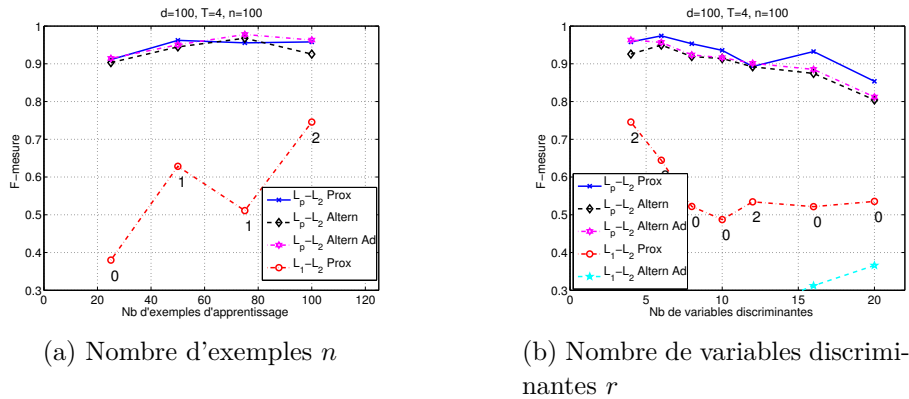 d=100, T=4, n=100
1
0.9
0.8
0.7
0.6
0.5
0.4
0.3
F−mesure
0
1
1
2
L_p−L_2 Prox
L_p−L_2 Altern
L_p−L_2 Altern Ad
L_1−L_2 Prox
0 20 40 60 80 100 120
Nb d'exemples d'apprentissage
(a) Nombre d'exemples n
d=100, T=4, n=100
1
0.9
0.8
0.7
0.6
0.5
0.4
0.3
F−mesure
2
0
0
2
0
0
L_p−L_2 Prox
L_p−L_2 Altern
L_p−L_2 Altern Ad
L_1−L_2 Prox
L_1−L_2 Altern Ad
0 5 10 15 20
Nb de variables discriminantes
(b) Nombre de variables discrimi-
nantes r